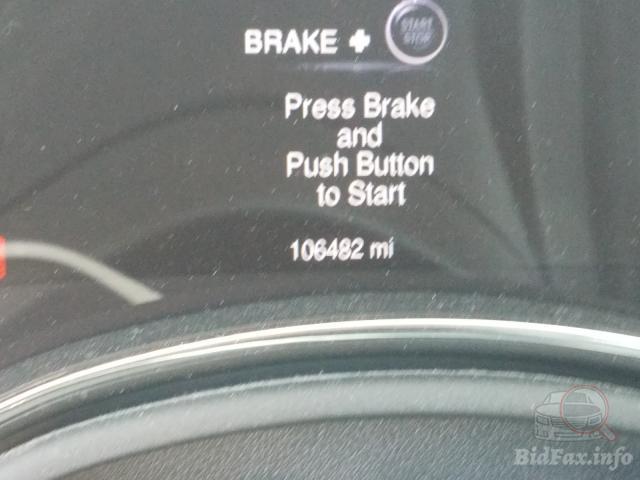 BRAKE + START STOP
Press Brake
and
Push Button
to Start
106482 mi
BidFax.info